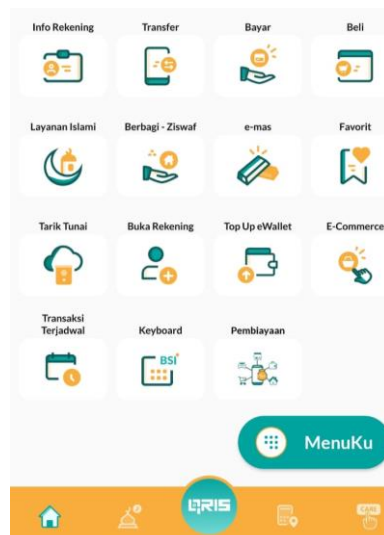 Info Rekening
Transfer
Bayar
Beli
Layanan Islami
Berbagi - Ziswaf
e-mas
Favorit
Tarik Tunai
Buka Rekening
Top Up eWallet
E-Commerce
Transaksi
Terjadwal
Keyboard
Pembiayaan
BSI
MenuKu
QRIS
CARE